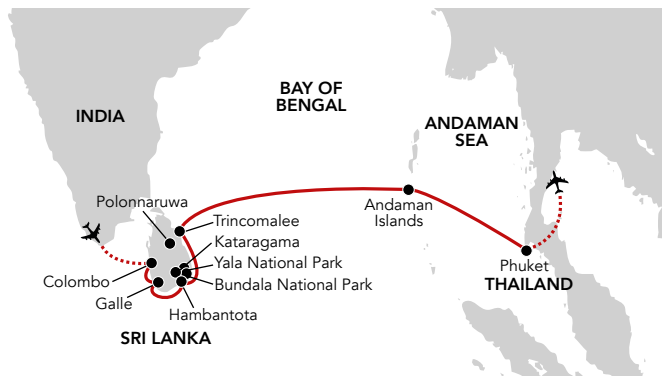 BAY OF
BENGAL
INDIA
ANDAMAN
SEA
Polonnaruwa
Andaman
Islands
Trincomalee
Kataragama
Yala National Park
Phuket
Colombo
Bundala National Park
THAILAND
Galle
Hambantota
SRI LANKA